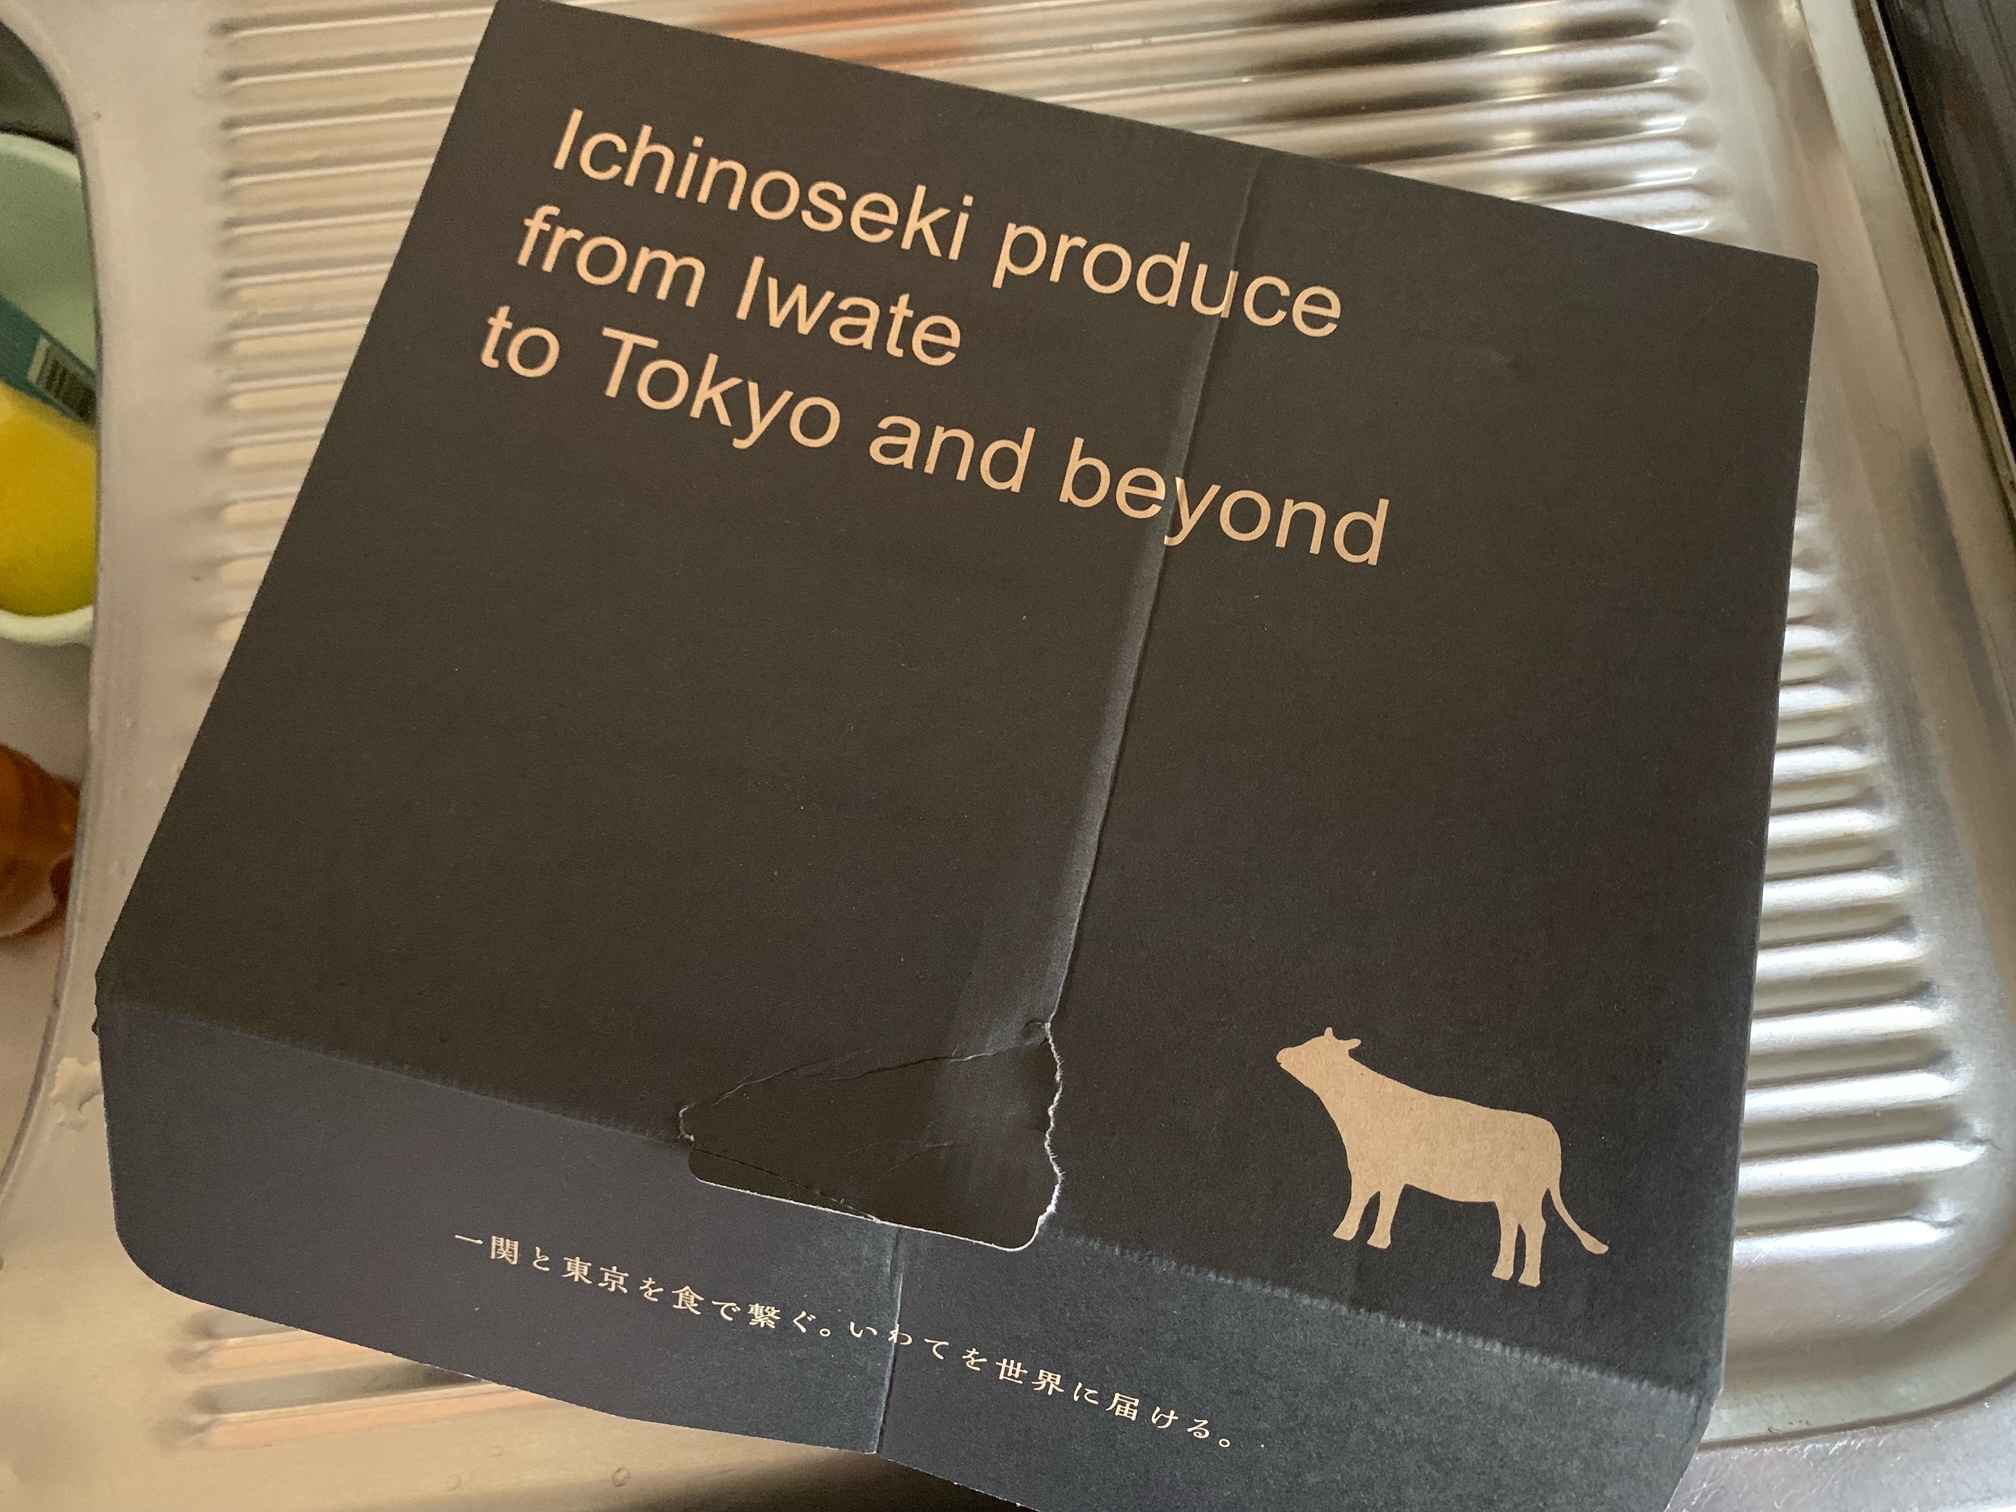 Ichinoseki produce
from Iwate
to Tokyo and beyond
一関と東京を食で繋ぐ。いわてを世界に届ける。